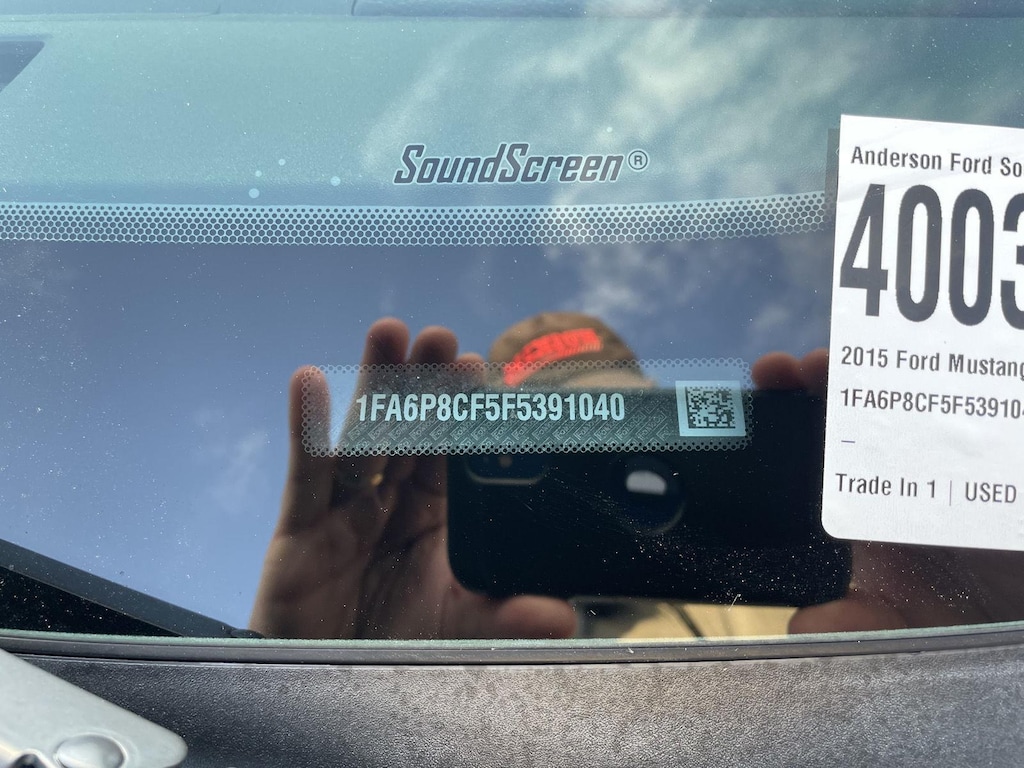 SoundScreen®
Anderson Ford So
4003
2015 Ford Mustang
1FA6P8CF5F539104
–
Trade In 1 | USED
1FA6P8CF5F5391040